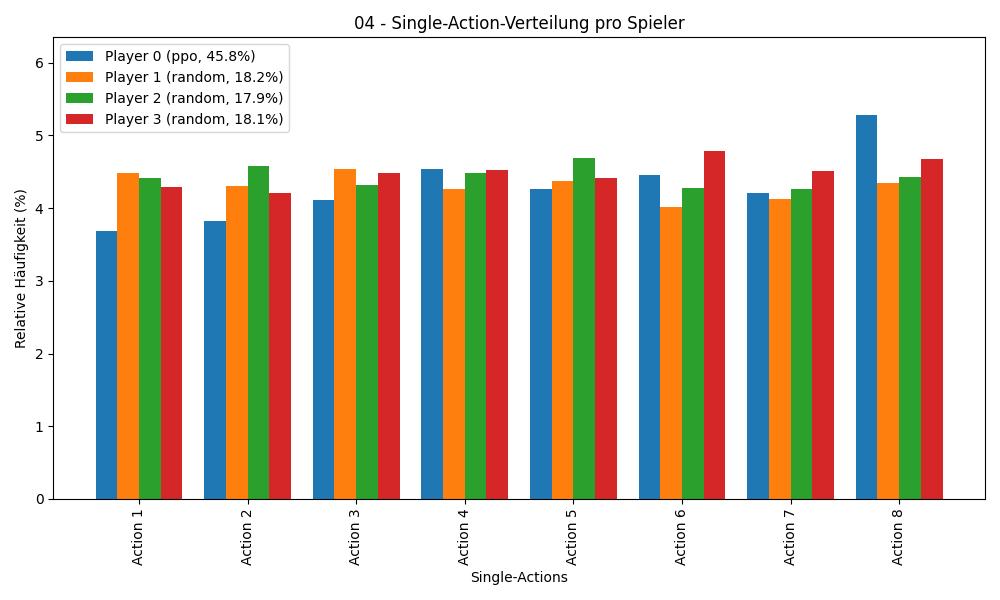 04 - Single-Action-Verteilung pro Spieler
Player 0 (ppo, 45.8%)
Player 1 (random, 18.2%)
Player 2 (random, 17.9%)
Player 3 (random, 18.1%)
Relative Häufigkeit (%)
6
5
4
3
2
1
0
Action 1
Action 2
Action 3
Action 4
Action 5
Action 6
Action 7
Action 8
Single-Actions